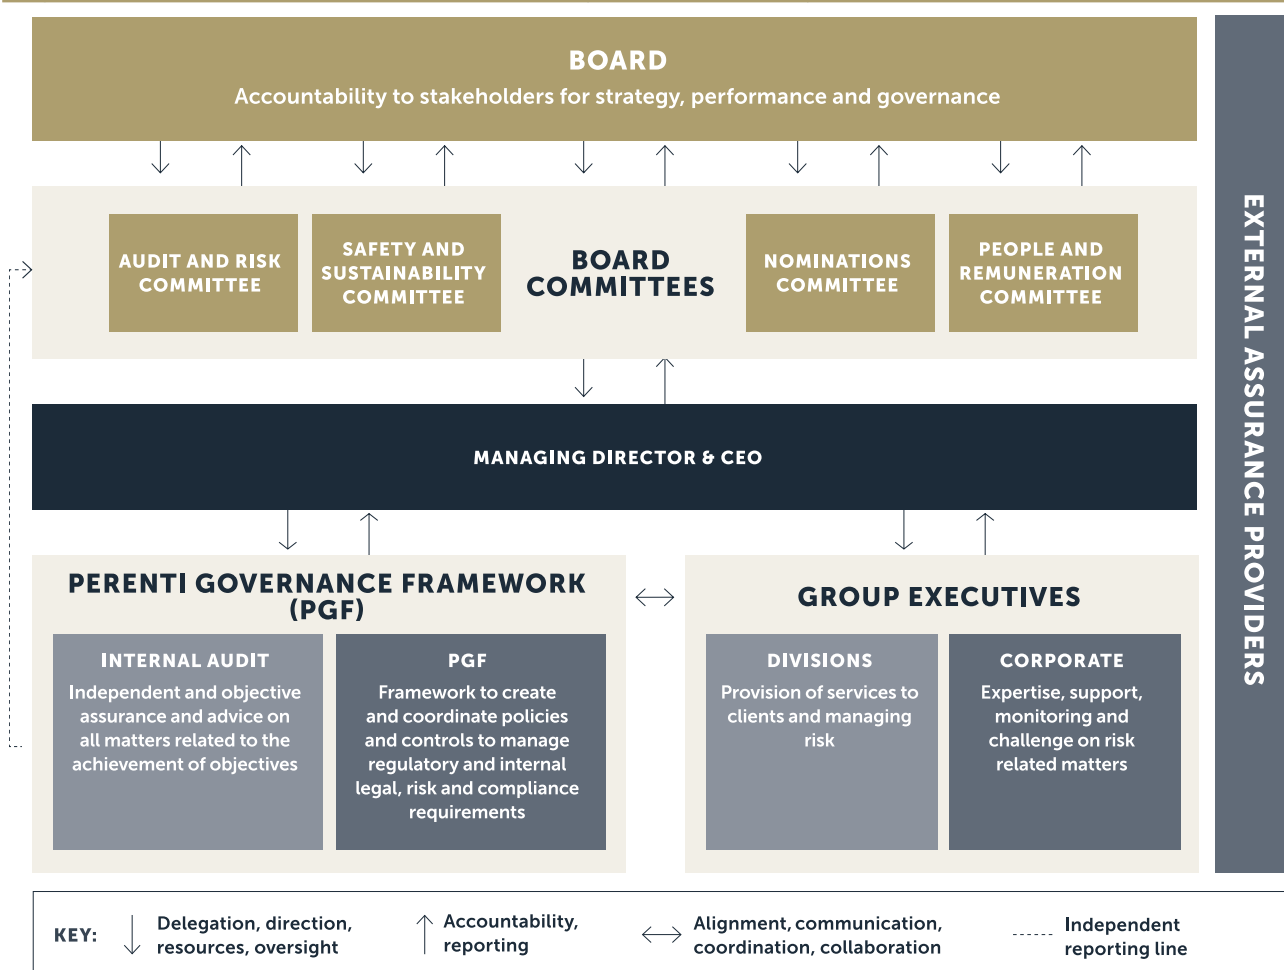 BOARD
Accountability to stakeholders for strategy, performance and governance
AUDIT AND RISK
COMMITTEE
SAFETY AND
SUSTAINABILITY
COMMITTEE
BOARD
COMMITTEES
NOMINATIONS
COMMITTEE
PEOPLE AND
REMUNERATION
COMMITTEE
MANAGING DIRECTOR & CEO
PERENTI GOVERNANCE FRAMEWORK
(PGF)
INTERNAL AUDIT
Independent and objective
assurance and advice on
all matters related to the
achievement of objectives
PGF
Framework to create
and coordinate policies
and controls to manage
regulatory and internal
legal, risk and compliance
requirements
GROUP EXECUTIVES
DIVISIONS
Provision of services to
clients and managing
risk
CORPORATE
Expertise, support,
monitoring and
challenge on risk
related matters
EXTERNAL ASSURANCE PROVIDERS
KEY:
Delegation, direction,
resources, oversight
Accountability,
reporting
Alignment, communication,
coordination, collaboration
Independent
reporting line